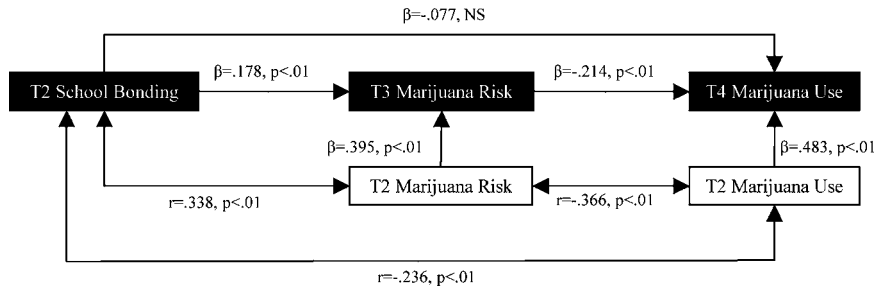 β=-.077, NS
β=.178, p<.01
β=-.214, p<.01
T2 School Bonding
T3 Marijuana Risk
T4 Marijuana Use
β=.395, p<.01
β=.483, p<.01
T2 Marijuana Risk
T2 Marijuana Use
r=.338, p<.01
r=-.366, p<.01
r=-.236, p<.01